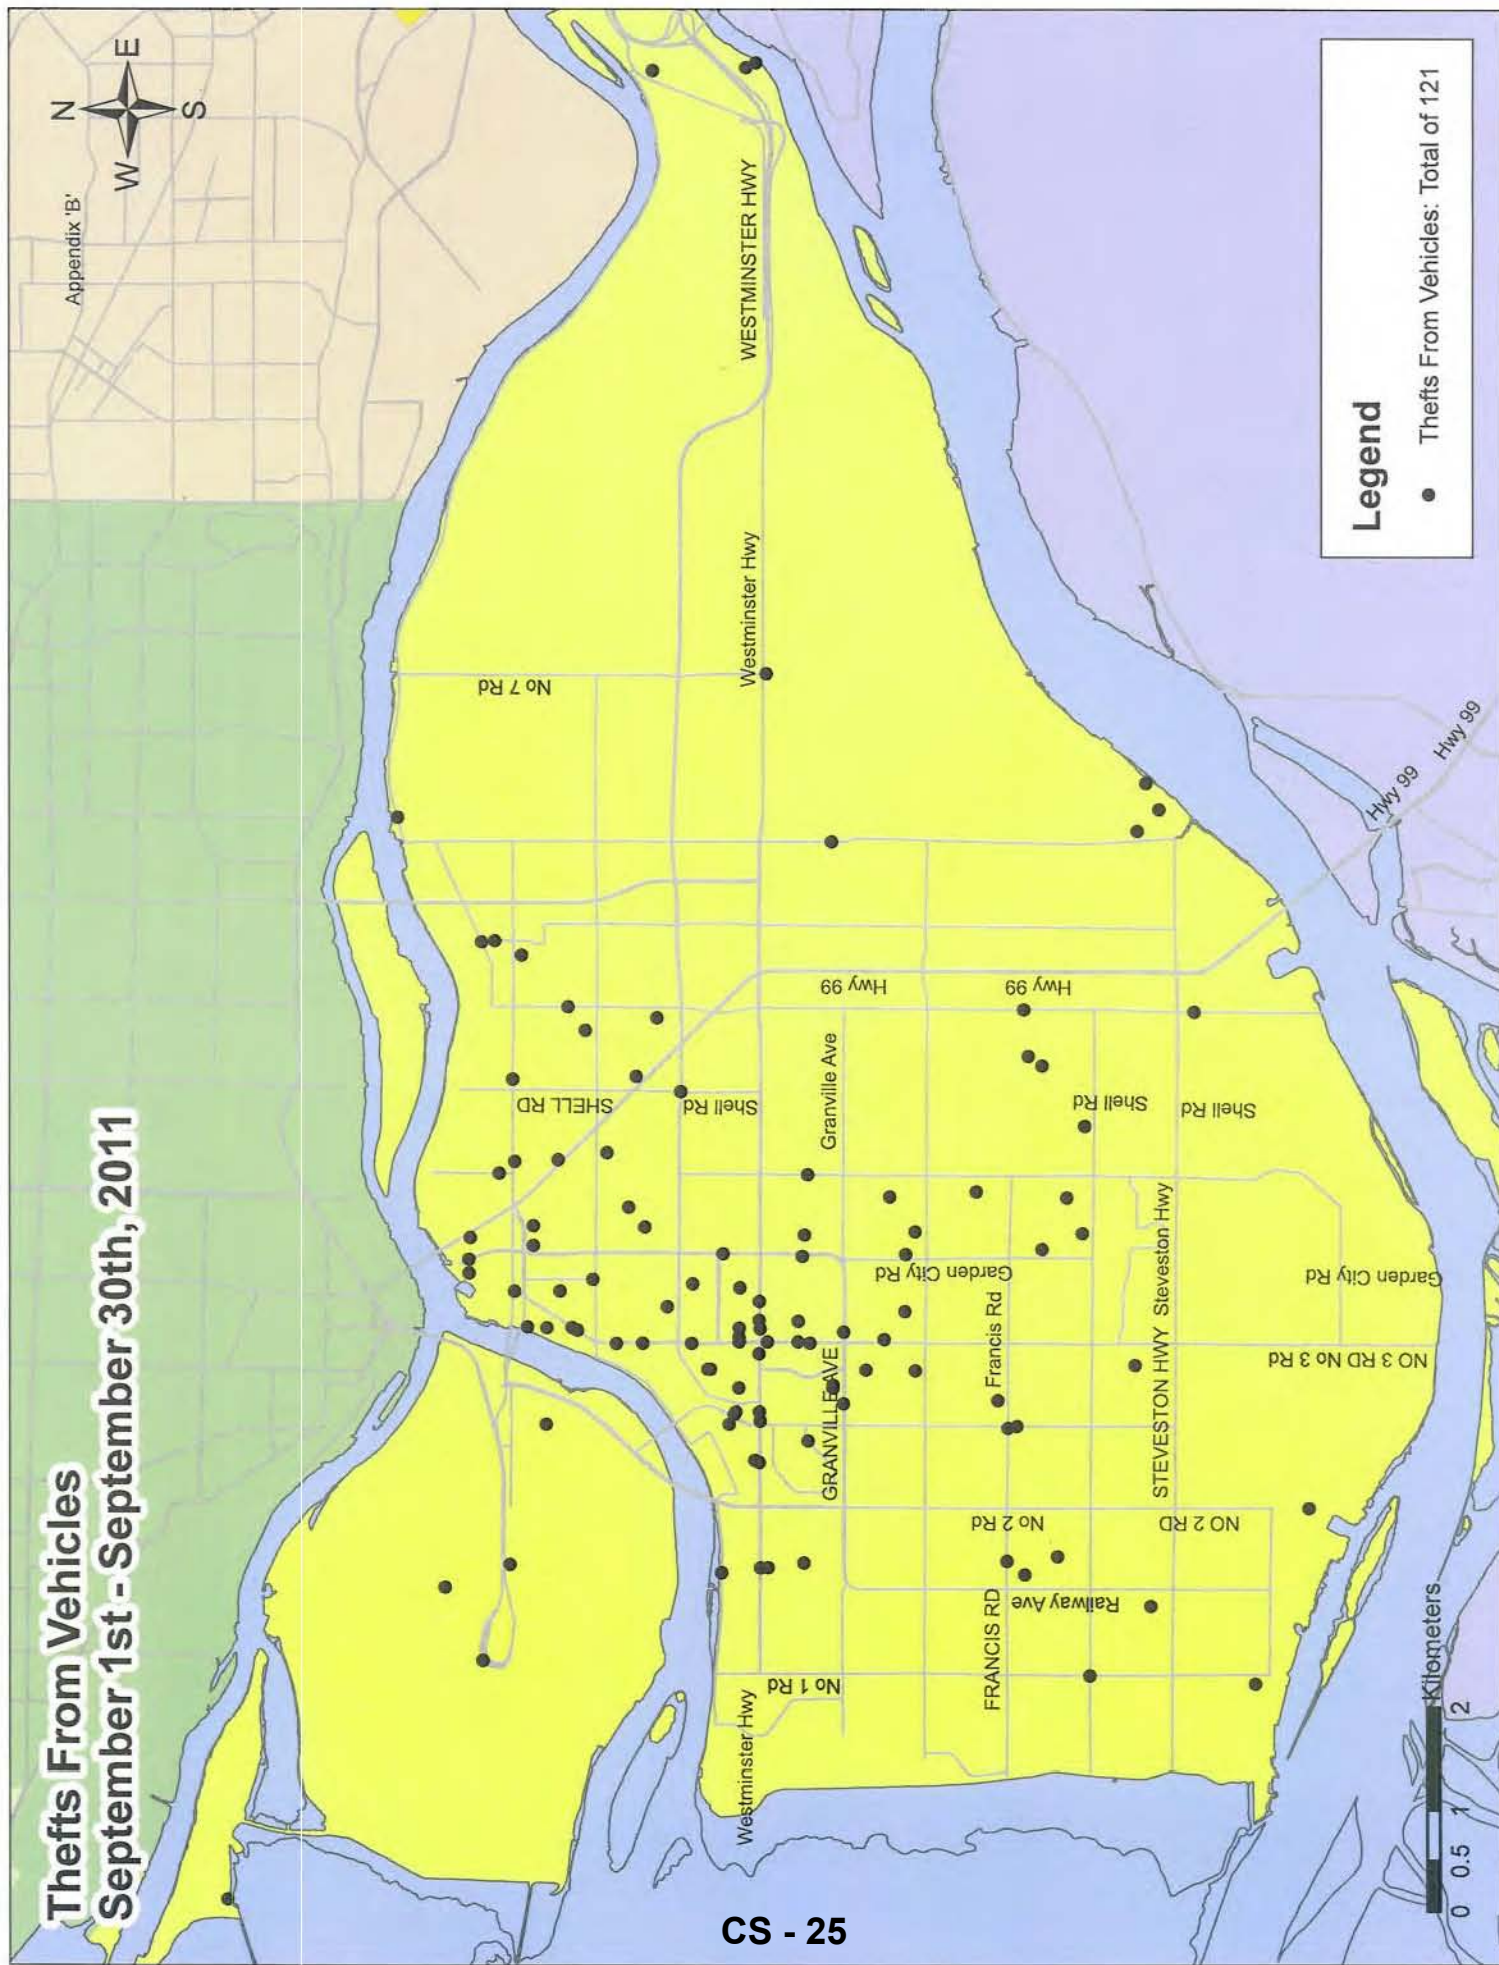 Thefts From Vehicles
September 1st - September 30th, 2011
Appendix 'B'
N
W E
S
No 7 Rd
WESTMINSTER HWY
Westminster Hwy
SHELL RD
Shell Rd
Hwy 99
Hwy 99
Granville Ave
Shell Rd
Shell Rd
Garden City Rd
Garden City Rd
GRANVILLE AVE
Francis Rd
NO 3 RD No 3 Rd
STEVESTON HWY Steveston Hwy
No 2 Rd
NO 2 RD
FRANCIS RD
Railway Ave
No 1 Rd
Westminster Hwy
Hwy 99
Hwy 99
Kilometers
0 0.5 1 2
Legend
Thefts From Vehicles: Total of 121
CS - 25